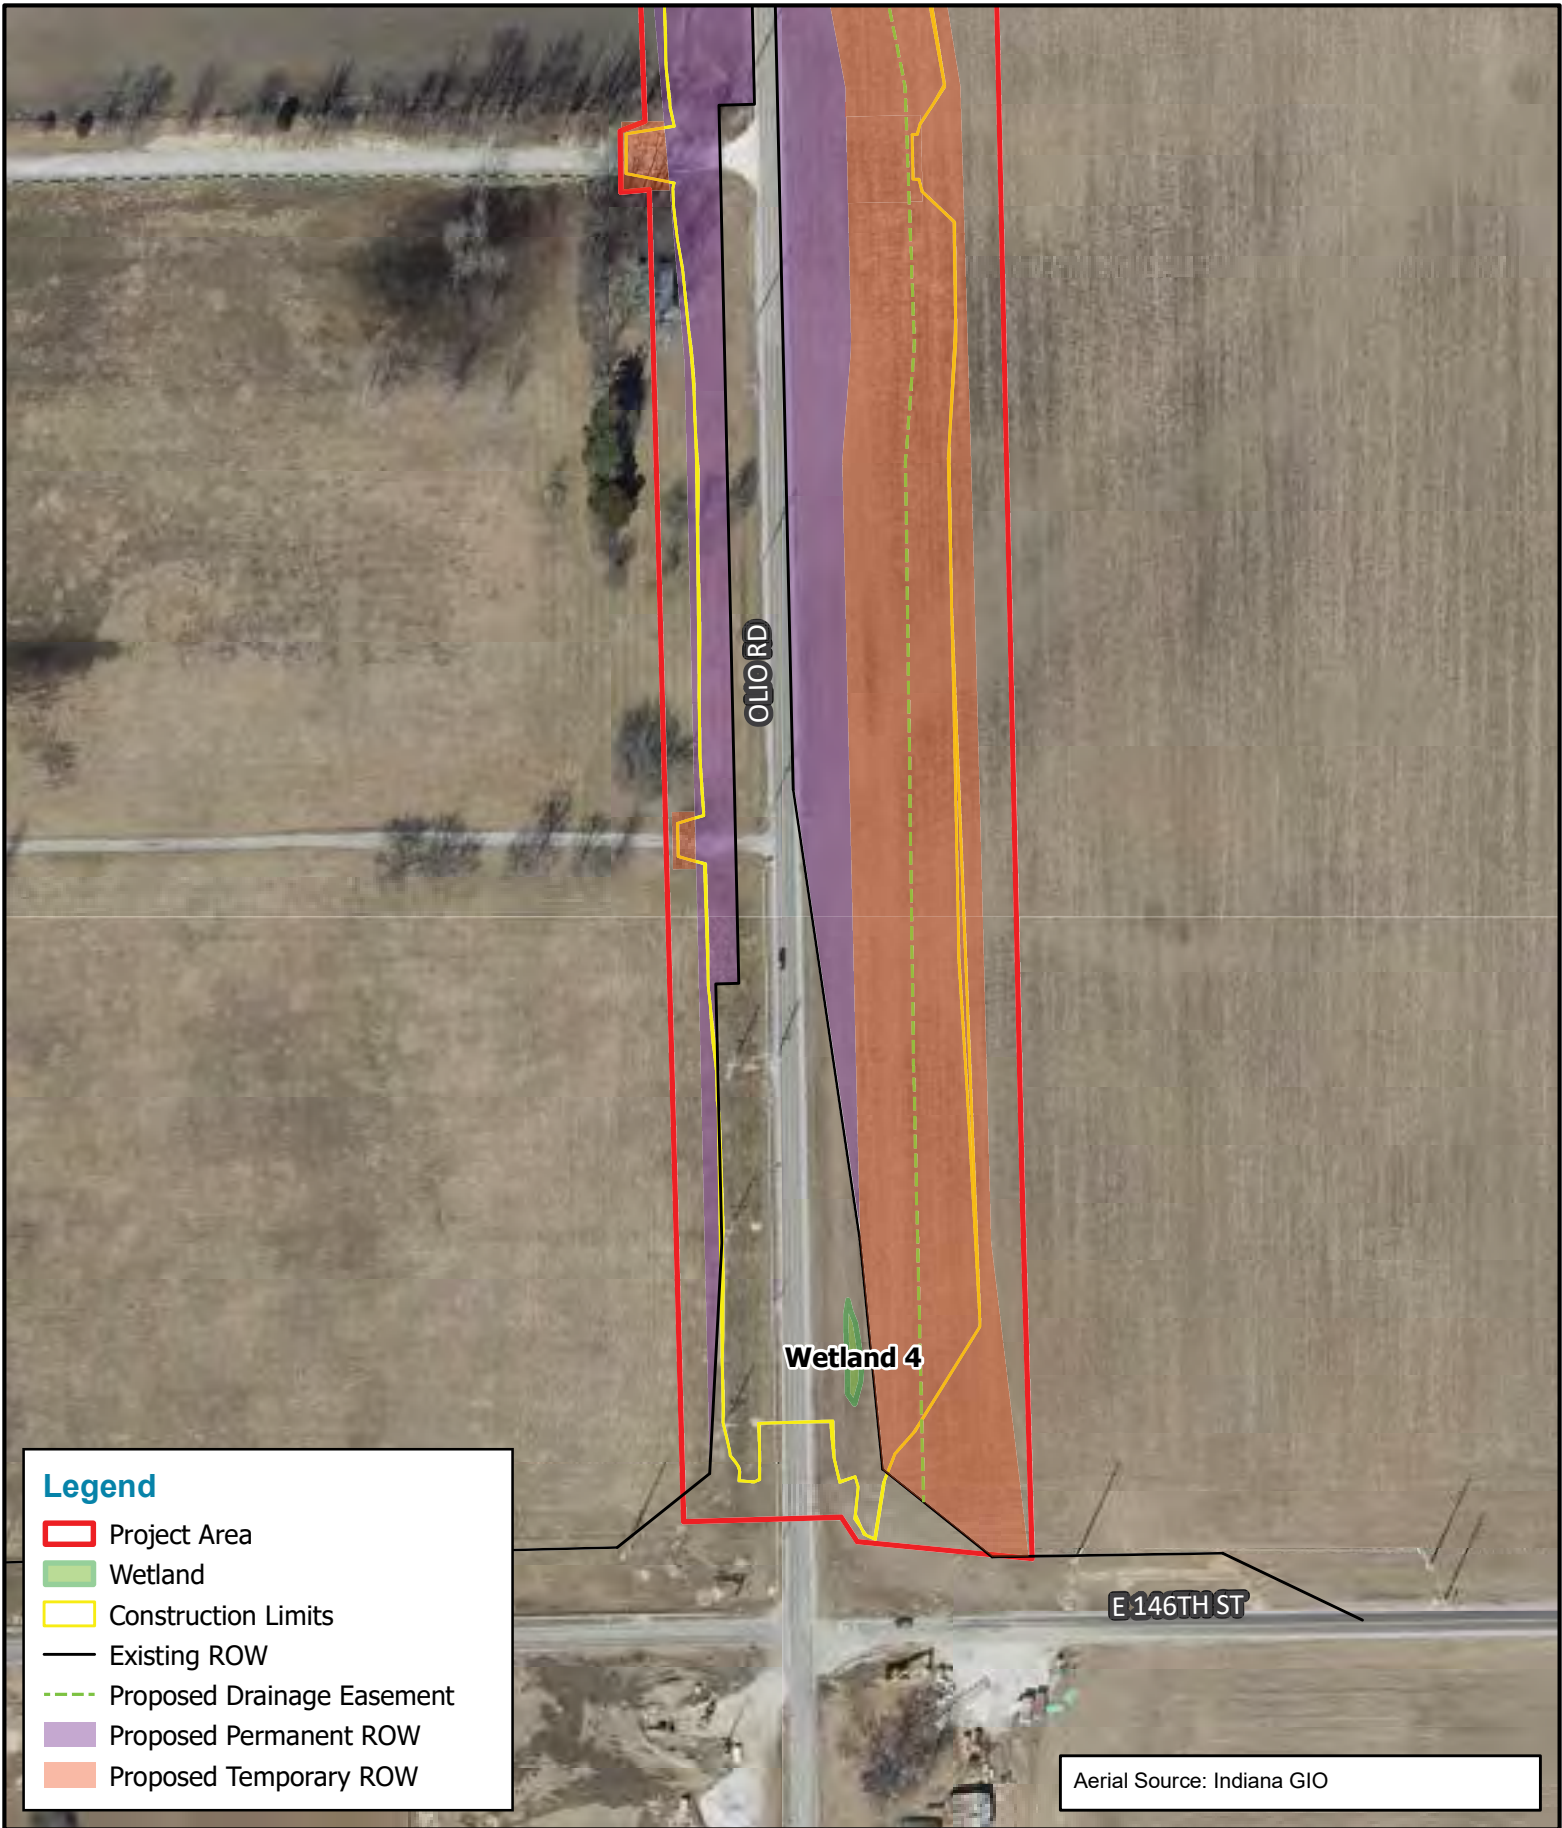 OLIO RD
Wetland 4
Legend
Project Area
Wetland
Construction Limits
Existing ROW
Proposed Drainage Easement
Proposed Permanent ROW
Proposed Temporary ROW
E 146TH ST
Aerial Source: Indiana GIO